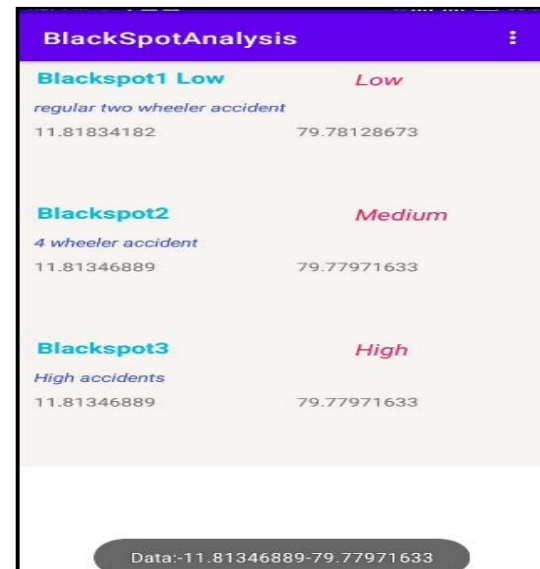 BlackSpotAnalysis
Blackspot1 Low Low
regular two wheeler accident
11.81834182 79.78128673
Blackspot2 Medium
4 wheeler accident
11.81346889 79.77971633
Blackspot3 High
High accidents
11.81346889 79.77971633
Data:-11.81346889-79.77971633